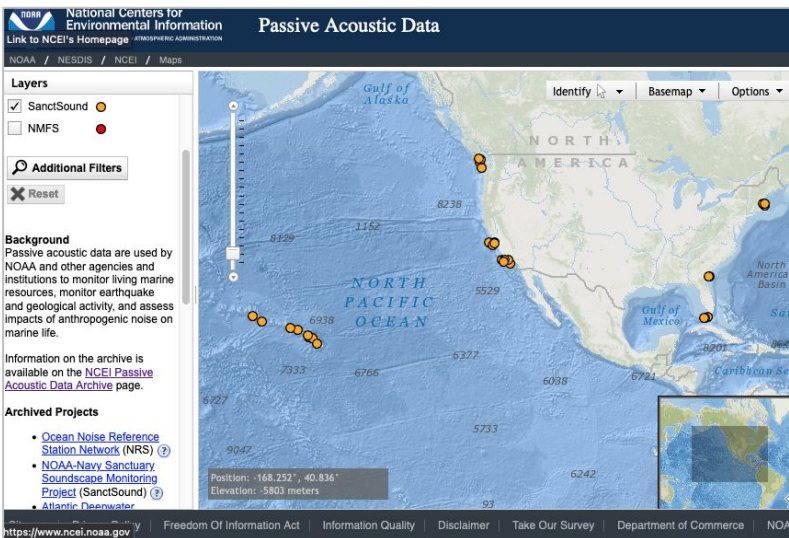 NOAA
National Centers for
Environmental Information
ATMOSPHERIC ADMINISTRATION
Link to NCEI's Homepage
Passive Acoustic Data
NOAA / NESDIS / NCEI / Maps
Layers
SanctSound
NMFS
Additional Filters
Reset
Background
Passive acoustic data are used by
NOAA and other agencies and
institutions to monitor living marine
resources, monitor earthquake
and geological activity, and assess
impacts of anthropogenic noise on
marine life.
Information on the archive is
available on the NCEI Passive
Acoustic Data Archive page.
Archived Projects
• Ocean Noise Reference
Station Network (NRS) ?
• NOAA-Navy Sanctuary
Soundscape Monitoring
Project (SanctSound) ?
• Atlantic Deepwater
Identify
Basemap
Options
Gulf of
Alaska
NORTH
AMERICA
8238
1152
8129
NORTH
PACIFIC
OCEAN
5529
6938
North
America
Basin
Gulf of
Mexico
Sa
8201
Caribbean Se
7333
6766
6377
6038
6721
6727
5733
9047
6242
93
Position: -168.252°, 40.836°
Elevation: -5803 meters
https://www.ncei.noaa.gov
Freedom Of Information Act | Information Quality | Disclaimer | Take Our Survey | Department of Commerce | NOA